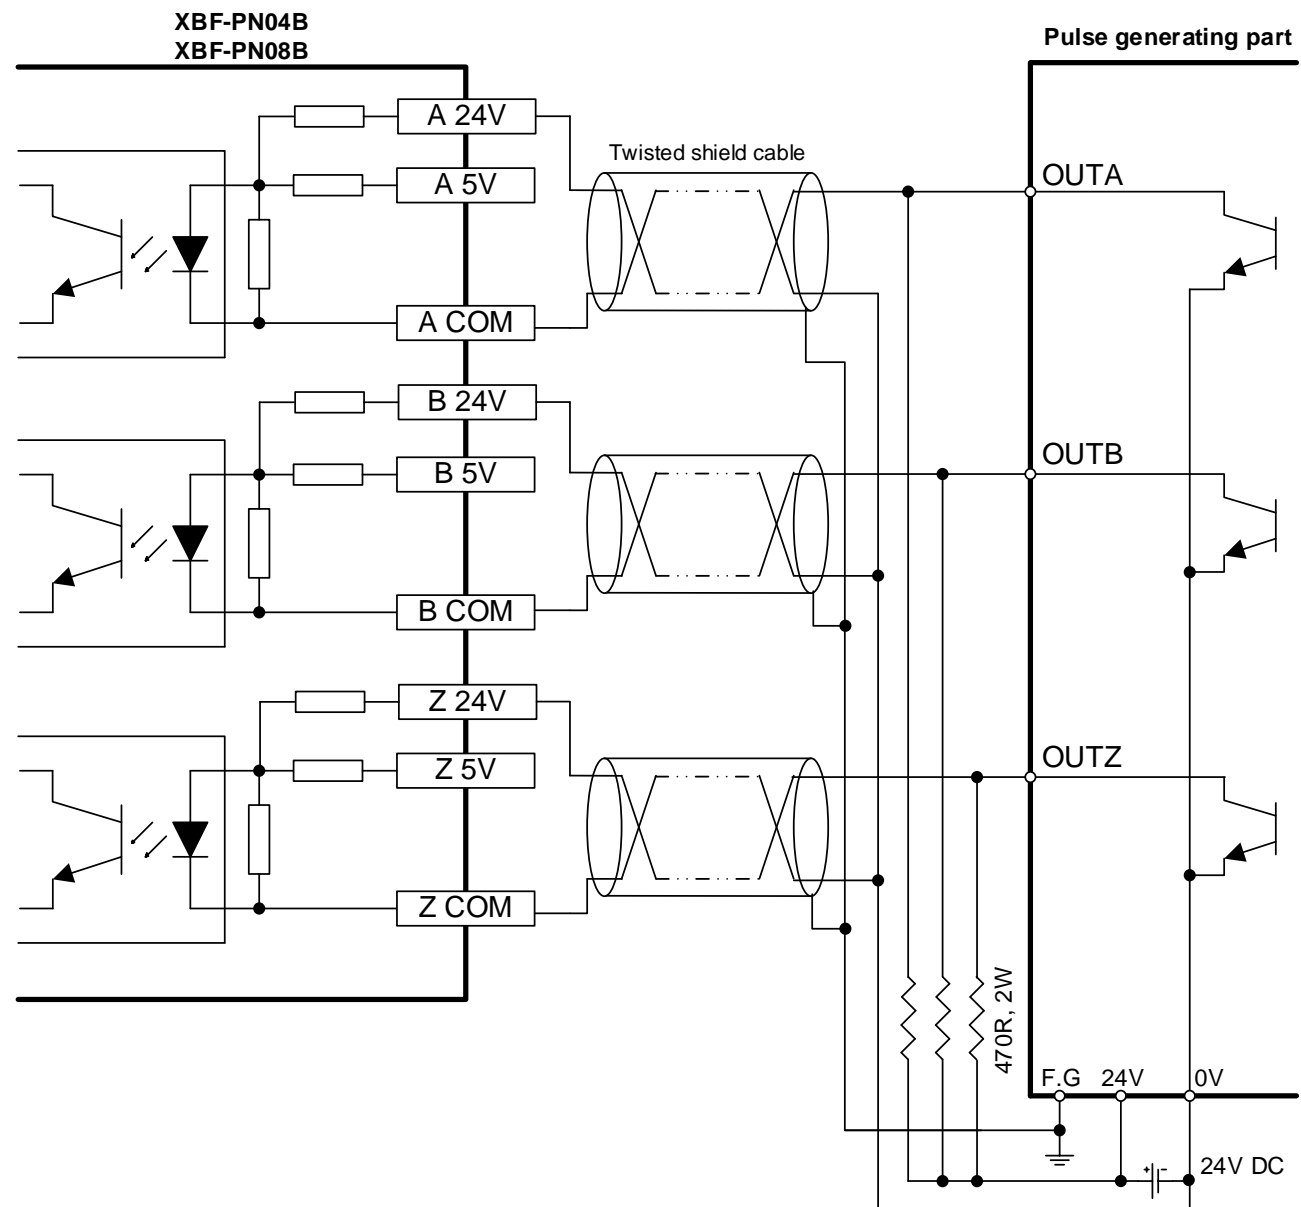 XBF-PN04B
XBF-PN08B
Pulse generating part
A 24V
Twisted shield cable
A 5V
OUTA
A COM
B 24V
B 5V
OUTB
B COM
Z 24V
Z 5V
OUTZ
Z COM
470R, 2W
F.G
24V
0V
+
-
24V DC